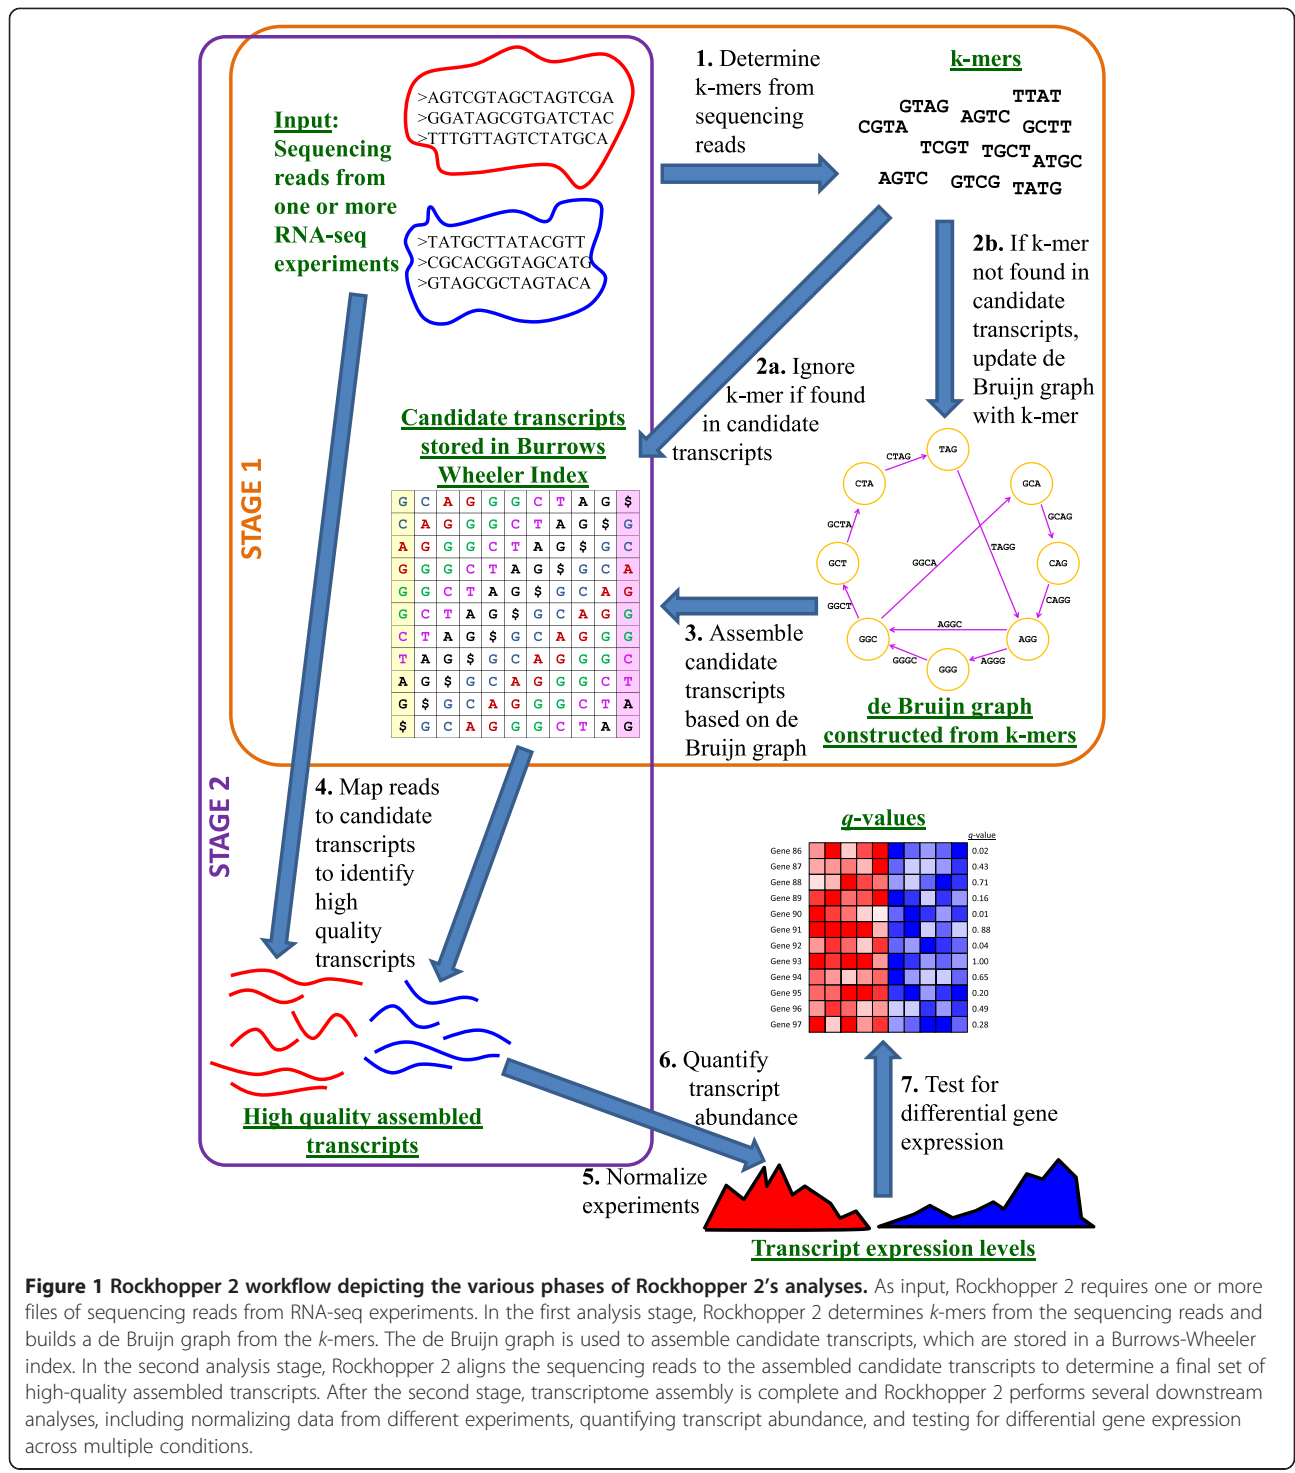 Input:
Sequencing
reads from
one or more
RNA-seq
experiments
>AGTCGTAGCTAGTCGA
>GGATAGCGTGATCTAC
>TTTGTTAGTCTATGCA
>TATGCTTATACGTT
>CGCACGGTAGCATG
>GTAGCGCTAGTACA
1. Determine
k-mers from
sequencing
reads
k-mers
GTAG
AGTC
TTAT
CGTA
GCTT
TCGT
TGCT
ATGC
AGTC
GTCG
TATG
2a. Ignore
k-mer if found
in candidate
transcripts
2b. If k-mer
not found in
candidate
transcripts,
update de
Bruijn graph
with k-mer
STAGE 1
Candidate transcripts
stored in Burrows
Wheeler Index
G C A G G G C T A G $
C A G G G C T A G $ G
A G G G C T A G $ G C
G G G C T A G $ G C A
G G C T A G $ G C A G
G C T A G $ G C A G G
C T A G $ G C A G G G
T A G $ G C A G G G C
A G $ G C A G G G C T
G $ G C A G G G C T A
$ G C A G G G C T A G
TAG
CTAG
CTA
GCA
GCTA
GCAG
TAGG
GCT
GGCA
CAG
GGCT
CAGG
AGGC
GGC
AGG
GGGC
AGGG
GGG
de Bruijn graph
constructed from k-mers
3. Assemble
candidate
transcripts
based on de
Bruijn graph
STAGE 2
4. Map reads
to candidate
transcripts
to identify
high
quality
transcripts
High quality assembled
transcripts
5. Normalize
experiments
6. Quantify
transcript
abundance
Transcript expression levels
7. Test for
differential gene
expression
q-values
q-value
Gene 86 0.02
Gene 87 0.43
Gene 88 0.71
Gene 89 0.16
Gene 90 0.01
Gene 91 0. 88
Gene 92 0.04
Gene 93 1.00
Gene 94 0.65
Gene 95 0.20
Gene 96 0.49
Gene 97 0.28
Figure 1 Rockhopper 2 workflow depicting the various phases of Rockhopper 2's analyses. As input, Rockhopper 2 requires one or more
files of sequencing reads from RNA-seq experiments. In the first analysis stage, Rockhopper 2 determines k-mers from the sequencing reads and
builds a de Bruijn graph from the k-mers. The de Bruijn graph is used to assemble candidate transcripts, which are stored in a Burrows-Wheeler
index. In the second analysis stage, Rockhopper 2 aligns the sequencing reads to the assembled candidate transcripts to determine a final set of
high-quality assembled transcripts. After the second stage, transcriptome assembly is complete and Rockhopper 2 performs several downstream
analyses, including normalizing data from different experiments, quantifying transcript abundance, and testing for differential gene expression
across multiple conditions.